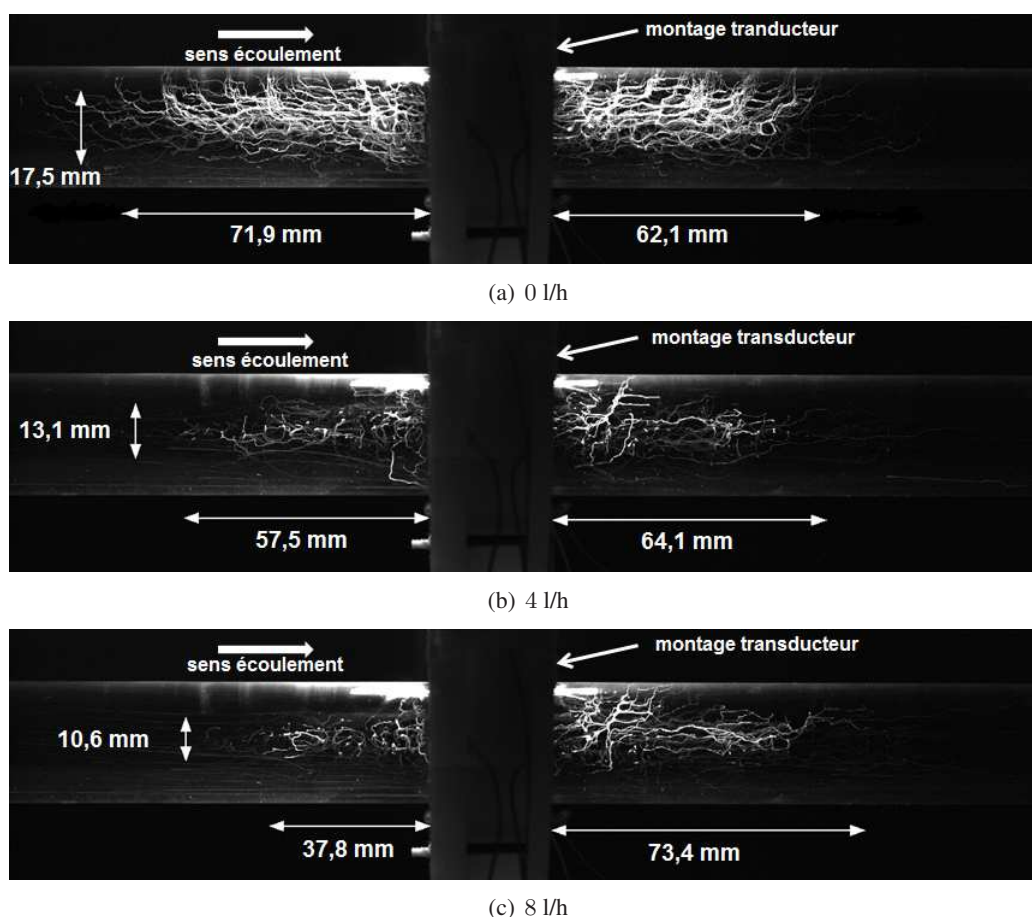 montage tranducteur
sens écoulement
17,5 mm
71,9 mm
62,1 mm
(a) 0 l/h
montage transducteur
sens écoulement
13,1 mm
57,5 mm
64,1 mm
(b) 4 l/h
montage transducteur
sens écoulement
10,6 mm
37,8 mm
73,4 mm
(c) 8 l/h